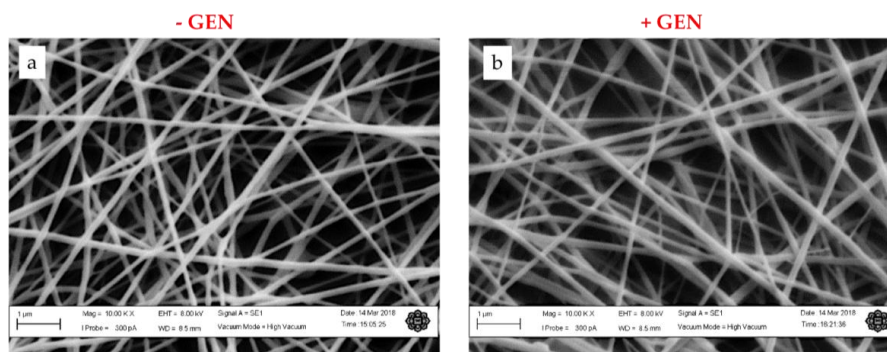 - GEN
+ GEN
a
b
1 µm
Mag = 10.00 K X
EHT = 8.00 kV
Signal A = SE1
Date :14 Mar 2018
I Probe = 300 pA
WD = 8.5 mm
Vacuum Mode = High Vacuum
Time :15:05:25
1 µm
Mag = 10.00 K X
EHT = 8.00 kV
Signal A = SE1
Date :14 Mar 2018
I Probe = 300 pA
WD = 8.5 mm
Vacuum Mode = High Vacuum
Time :16:21:36